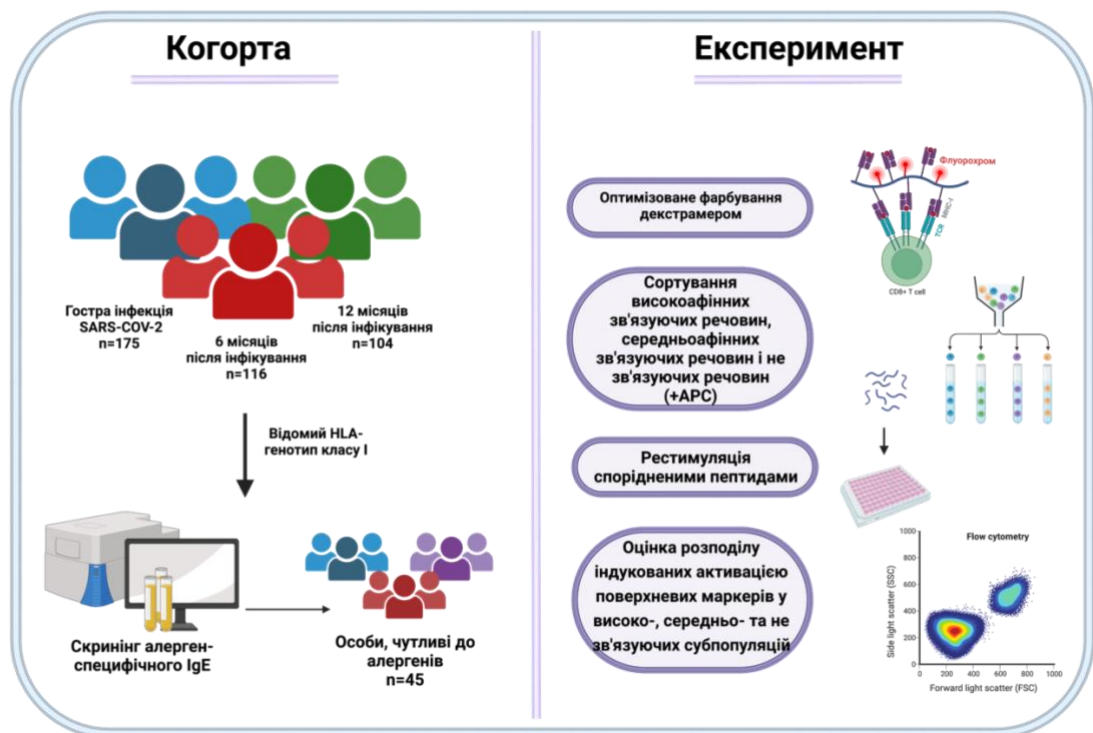 Когорта
Гостра інфекція
SARS-COV-2
n=175
6 місяців
після інфікування
n=116
12 місяців
після інфікування
n=104
Відомий HLA-
генотип класу I
Скринінг алерген-
специфічного IgE
Особи, чутливі до
алергенів
n=45
Експеримент
Оптимізоване фарбування
декстрамером
Флуорохром
MHC-I
TCR
CD8+ T cell
Сортування
високоафінних
зв'язуючих речовин,
середньоафінних
зв'язуючих речовин і не
зв'язуючих речовин
(+APC)
Рестимуляція
спорідненими пептидами
Оцінка розподілу
індукованих активацією
поверхневих маркерів у
високо-, середньо- та не
зв'язуючих субпопуляцій
Flow cytometry
Side light scatter (SSC)
1000
800
600
400
200
0
0
200
400
600
800
1000
Forward light scatter (FSC)